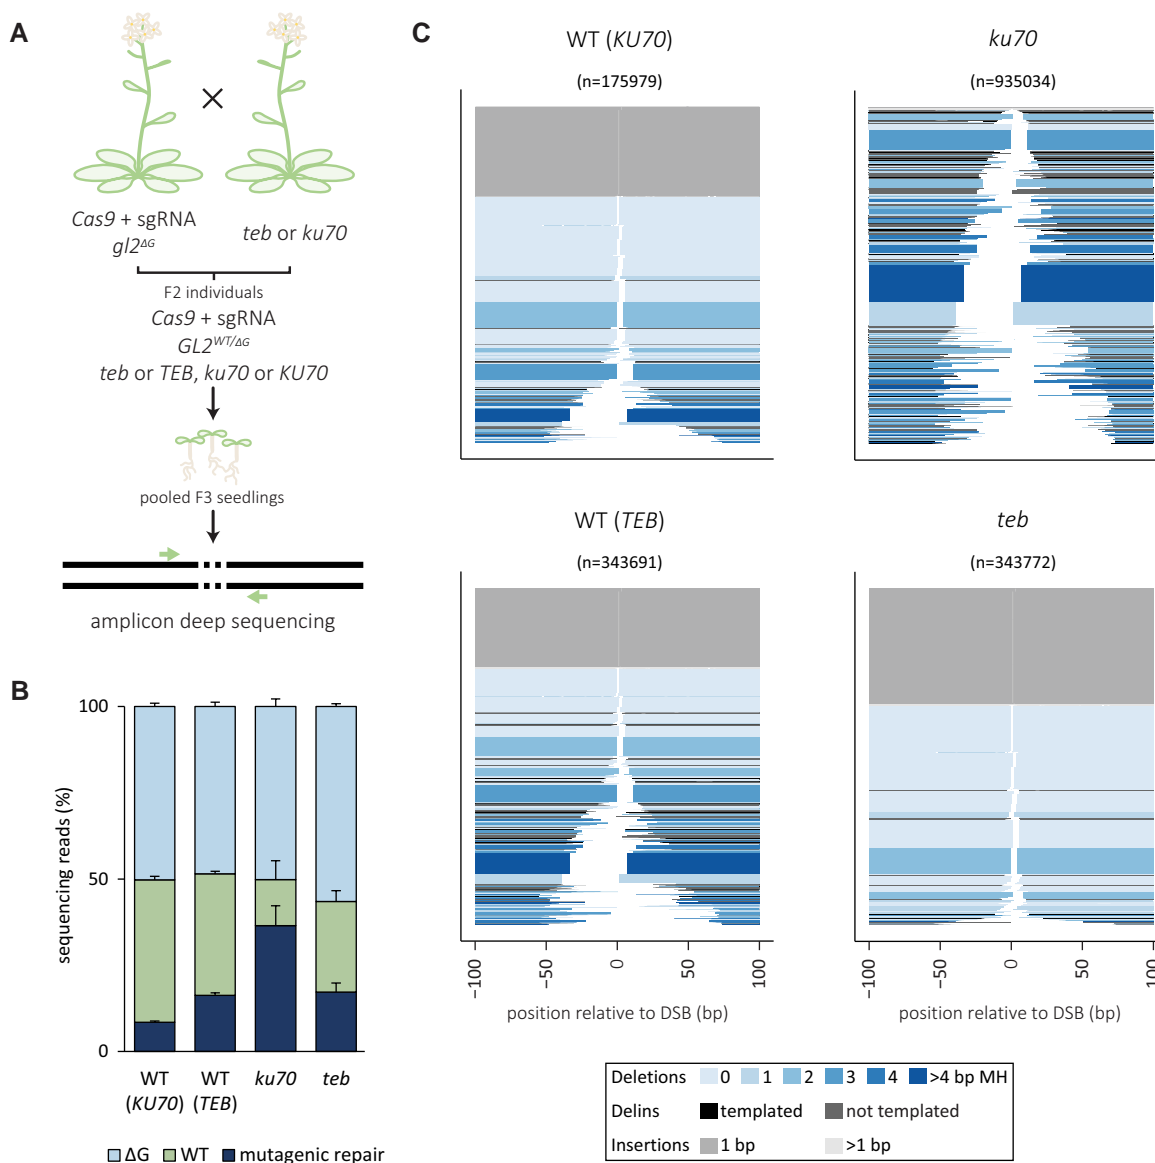 A
Cas9 + sgRNA
gl2ΔG
×
teb or ku70
F2 individuals
Cas9 + sgRNA
GL2WT/ΔG
teb or TEB, ku70 or KU70
pooled F3 seedlings
amplicon deep sequencing
B
sequencing reads (%)
100
50
0
WT (KU70)
WT (TEB)
ku70
teb
ΔG WT mutagenic repair
C
WT (KU70)
(n=175979)
ku70
(n=935034)
WT (TEB)
(n=343691)
teb
(n=343772)
−100 −50 0 50 100
position relative to DSB (bp)
−100 −50 0 50 100
position relative to DSB (bp)
Deletions 0 1 2 3 4 >4 bp MH
Delins templated not templated
Insertions 1 bp >1 bp